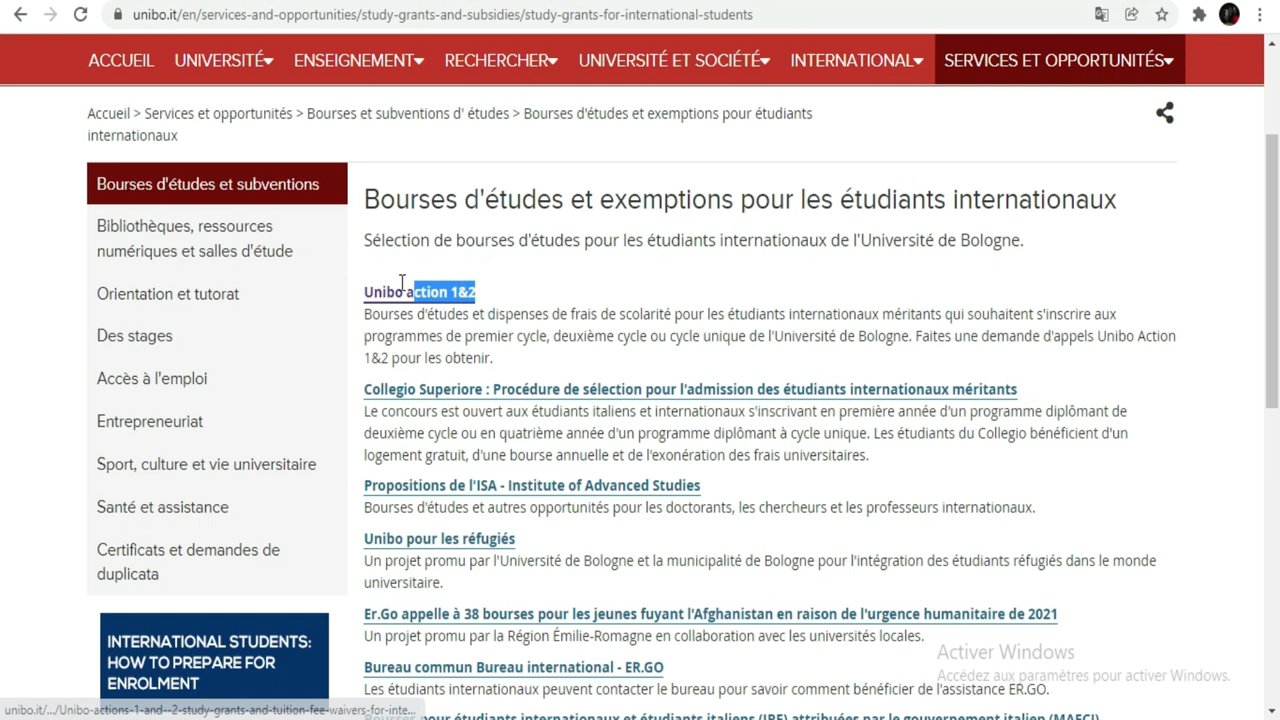 unibo.it/en/services-and-opportunities/study-grants-and-subsidies/study-grants-for-international-students
ACCUEIL UNIVERSITÉ ENSEIGNEMENT RECHERCHER UNIVERSITÉ ET SOCIÉTÉ INTERNATIONAL SERVICES ET OPPORTUNITÉS
Accueil > Services et opportunités > Bourses et subventions d' études > Bourses d'études et exemptions pour étudiants
internationaux
Bourses d'études et subventions
Bibliothèques, ressources
numériques et salles d'étude
Orientation et tutorat
Des stages
Accès à l'emploi
Entrepreneuriat
Sport, culture et vie universitaire
Santé et assistance
Certificats et demandes de
duplicata
INTERNATIONAL STUDENTS:
HOW TO PREPARE FOR
ENROLMENT
Bourses d'études et exemptions pour les étudiants internationaux
Sélection de bourses d'études pour les étudiants internationaux de l'Université de Bologne.
Unibo action 1&2
Bourses d'études et dispenses de frais de scolarité pour les étudiants internationaux méritants qui souhaitent s'inscrire aux
programmes de premier cycle, deuxième cycle ou cycle unique de l'Université de Bologne. Faites une demande d'appels Unibo Action
1&2 pour les obtenir.
Collegio Superiore : Procédure de sélection pour l'admission des étudiants internationaux méritants
Le concours est ouvert aux étudiants italiens et internationaux s'inscrivant en première année d'un programme diplômant de
deuxième cycle ou en quatrième année d'un programme diplômant à cycle unique. Les étudiants du Collegio bénéficient d'un
logement gratuit, d'une bourse annuelle et de l'exonération des frais universitaires.
Propositions de l'ISA - Institute of Advanced Studies
Bourses d'études et autres opportunités pour les doctorants, les chercheurs et les professeurs internationaux.
Unibo pour les réfugiés
Un projet promu par l'Université de Bologne et la municipalité de Bologne pour l'intégration des étudiants réfugiés dans le monde
universitaire.
Er.Go appelle à 38 bourses pour les jeunes fuyant l'Afghanistan en raison de l'urgence humanitaire de 2021
Un projet promu par la Région Émilie-Romagne en collaboration avec les universités locales.
Bureau commun Bureau international - ER.GO
Les étudiants internationaux peuvent contacter le bureau pour savoir comment bénéficier de l'assistance ER.GO.
Bourses pour étudiants internationaux et étudiants italiens (IRE) attribuées par le gouvernement italien (MAECI)
Activer Windows
Accédez aux paramètres pour activer Windows.
unibo.it/.../Unibo-actions-1-and--2-study-grants-and-tuition-fee-waivers-for-inte...